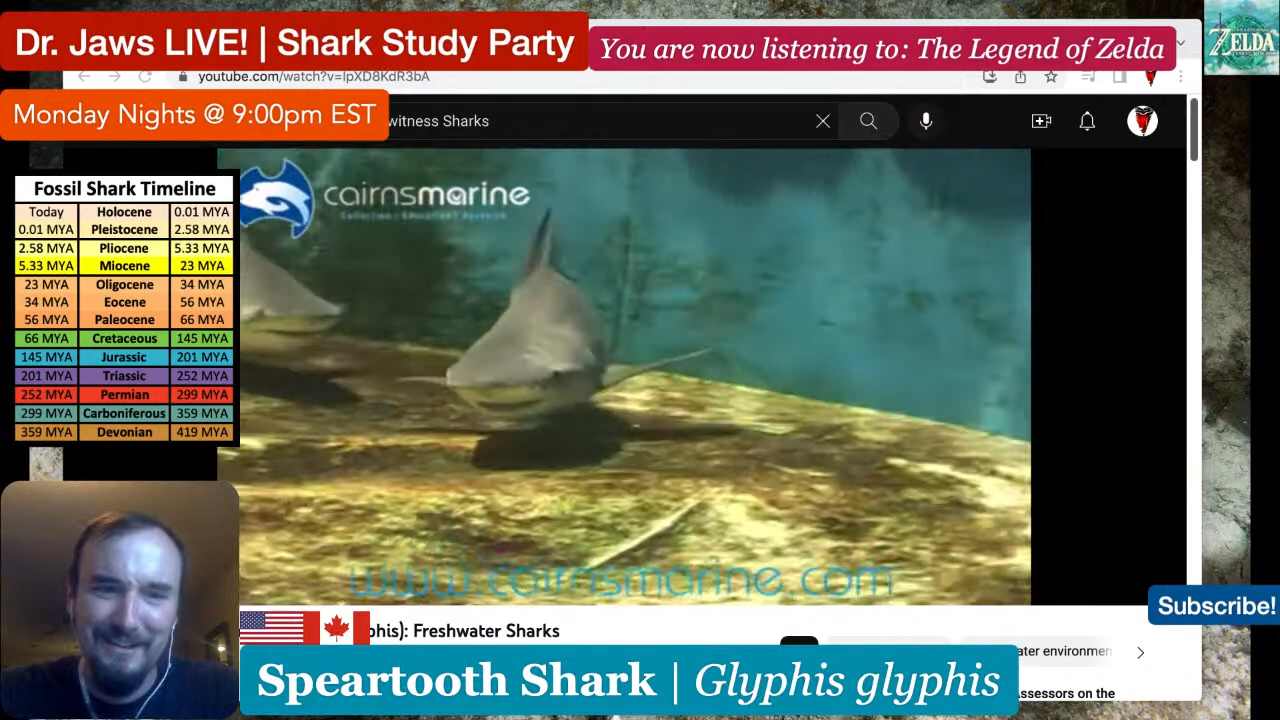 Dr. Jaws LIVE! | Shark Study Party
You are now listening to: The Legend of Zelda
ZELDA
youtube.com/watch?v=lpXD8KdR3bA
Monday Nights @ 9:00pm EST
witness Sharks
cairnsmarine
Fossil Shark Timeline
Today Holocene 0.01 MYA
0.01 MYA Pleistocene 2.58 MYA
2.58 MYA Pliocene 5.33 MYA
5.33 MYA Miocene 23 MYA
23 MYA Oligocene 34 MYA
34 MYA Eocene 56 MYA
56 MYA Paleocene 66 MYA
66 MYA Cretaceous 145 MYA
145 MYA Jurassic 201 MYA
201 MYA Triassic 252 MYA
252 MYA Permian 299 MYA
299 MYA Carboniferous 359 MYA
359 MYA Devonian 419 MYA
www.cairnsmarine.com
Subscribe!
phis): Freshwater Sharks
ater environmen
Speartooth Shark | Glyphis glyphis
Assessors on the